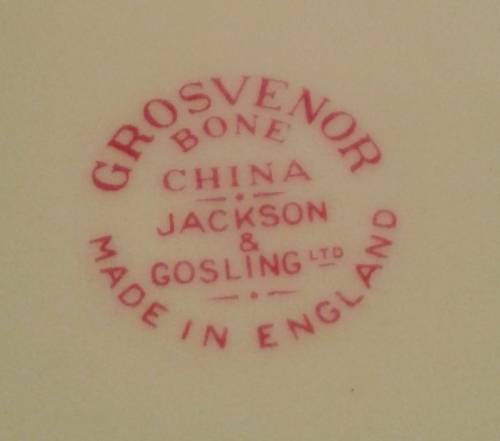 GROSVENOR
BONE
CHINA
JACKSON
&
GOSLING LTD
MADE IN ENGLAND